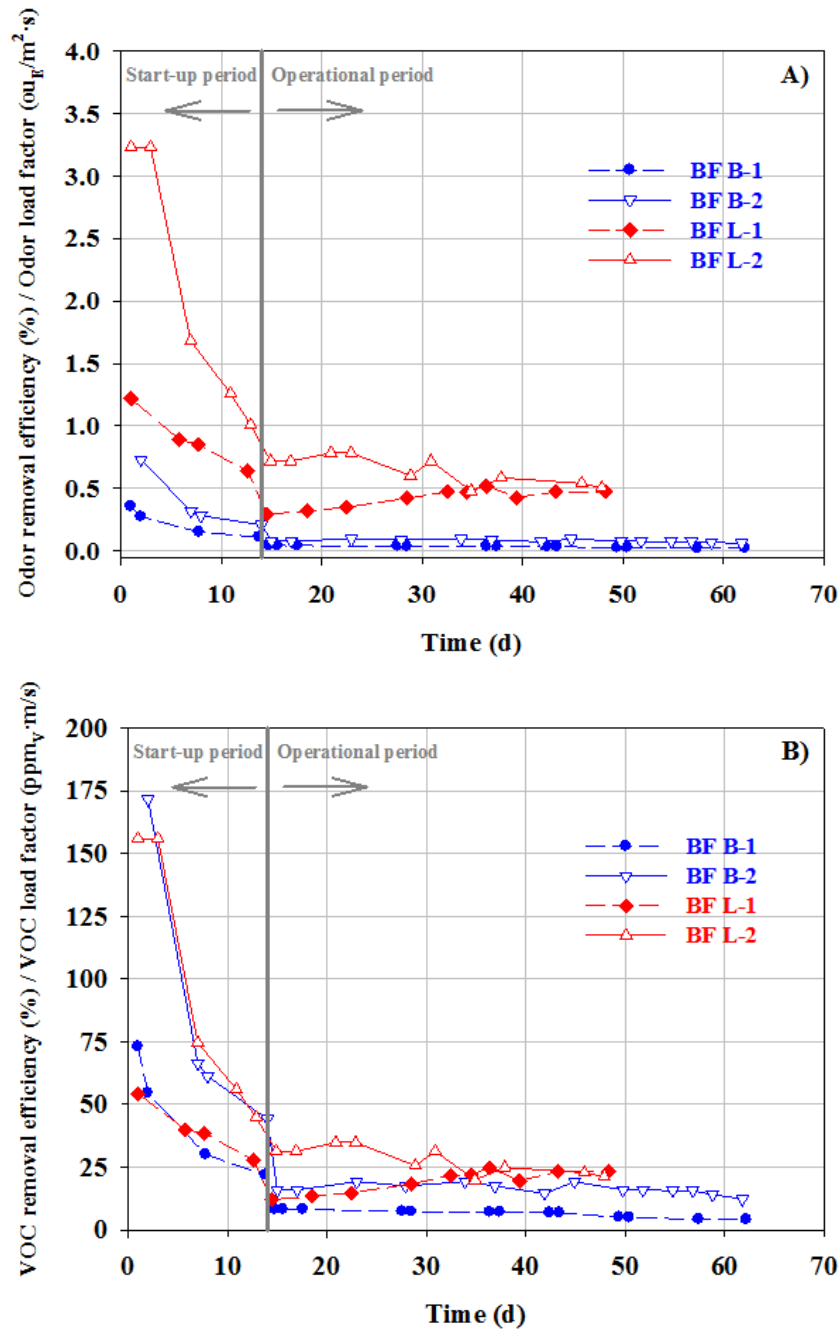 4.0
3.5
3.0
2.5
2.0
1.5
1.0
0.5
0.0
Odor removal efficiency (%) / Odor load factor (ou_E/m²·s)
Start-up period
Operational period
A)
BF B-1
BF B-2
BF L-1
BF L-2
0 10 20 30 40 50 60 70
Time (d)
200
175
150
125
100
75
50
25
0
VOC removal efficiency (%) / VOC load factor (ppm_V·m/s)
Start-up period
Operational period
B)
BF B-1
BF B-2
BF L-1
BF L-2
0 10 20 30 40 50 60 70
Time (d)